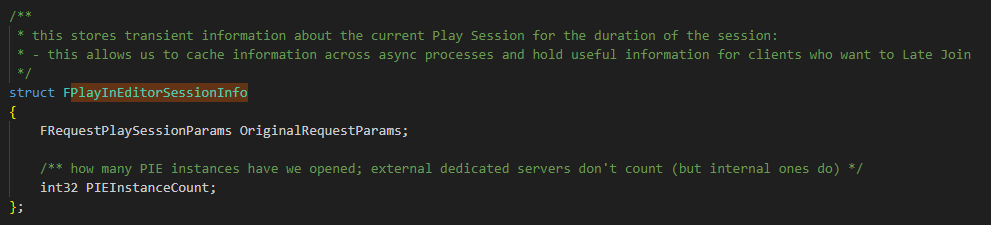 /**
 * this stores transient information about the current Play Session for the duration of the session:
 * - this allows us to cache information across async processes and hold useful information for clients who want to Late Join
 */
struct FPlayInEditorSessionInfo
{
    FRequestPlaySessionParams OriginalRequestParams;
    /** how many PIE instances have we opened; external dedicated servers don't count (but internal ones do) */
    int32 PIEInstanceCount;
};